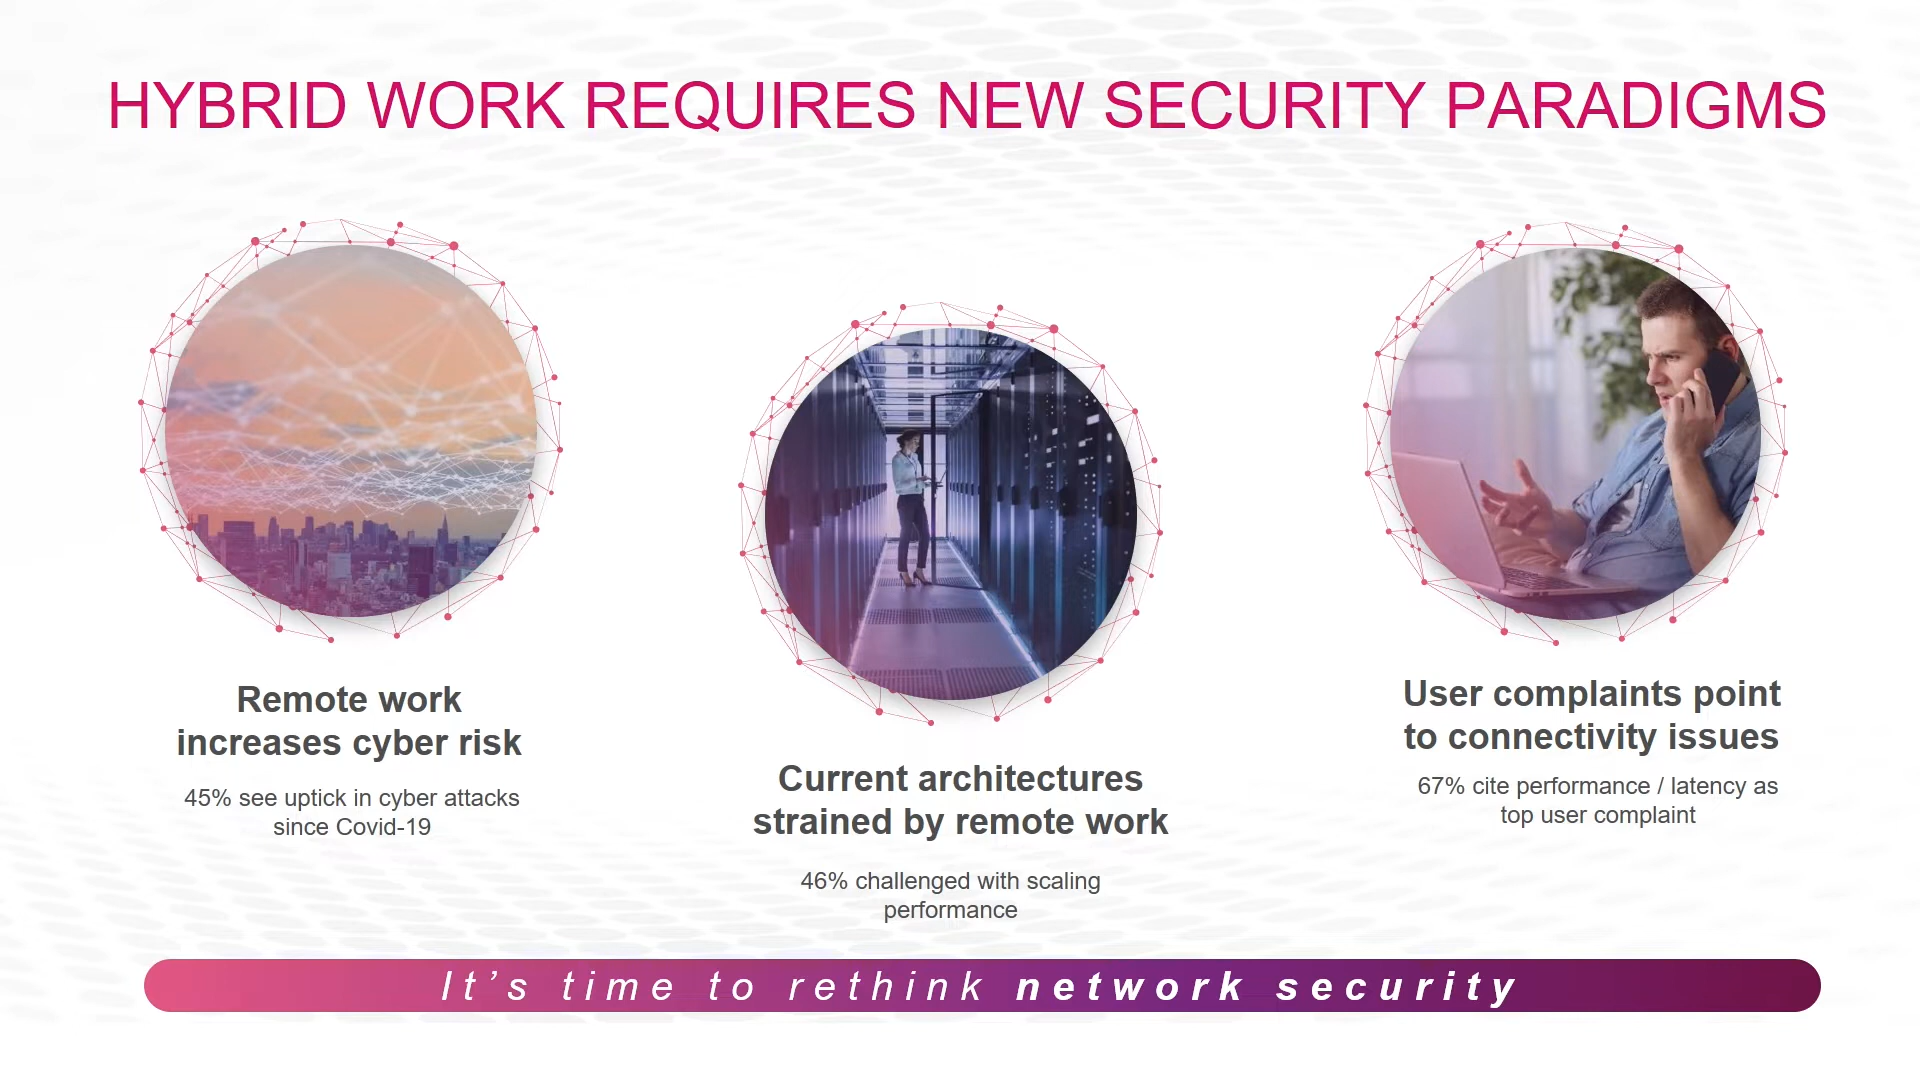 HYBRID WORK REQUIRES NEW SECURITY PARADIGMS
Remote work
increases cyber risk
45% see uptick in cyber attacks
since Covid-19
Current architectures
strained by remote work
46% challenged with scaling
performance
User complaints point
to connectivity issues
67% cite performance / latency as
top user complaint
It’s time to rethink network security